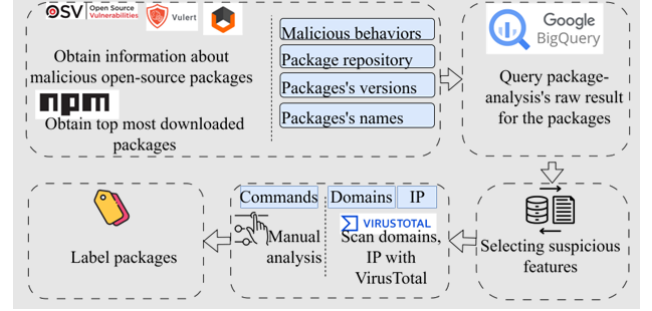 OSV Open Source
Vulnerabilities
Vulert
Obtain information about
malicious open-source packages
npm
Obtain top most downloaded
packages
Malicious behaviors
Package repository
Packages's versions
Packages's names
Google
BigQuery
Query package-
analysis's raw result
for the packages
Selecting suspicious
features
Commands
Domains
IP
Manual
analysis
VIRUSTOTAL
Scan domains,
IP with
VirusTotal
Label packages